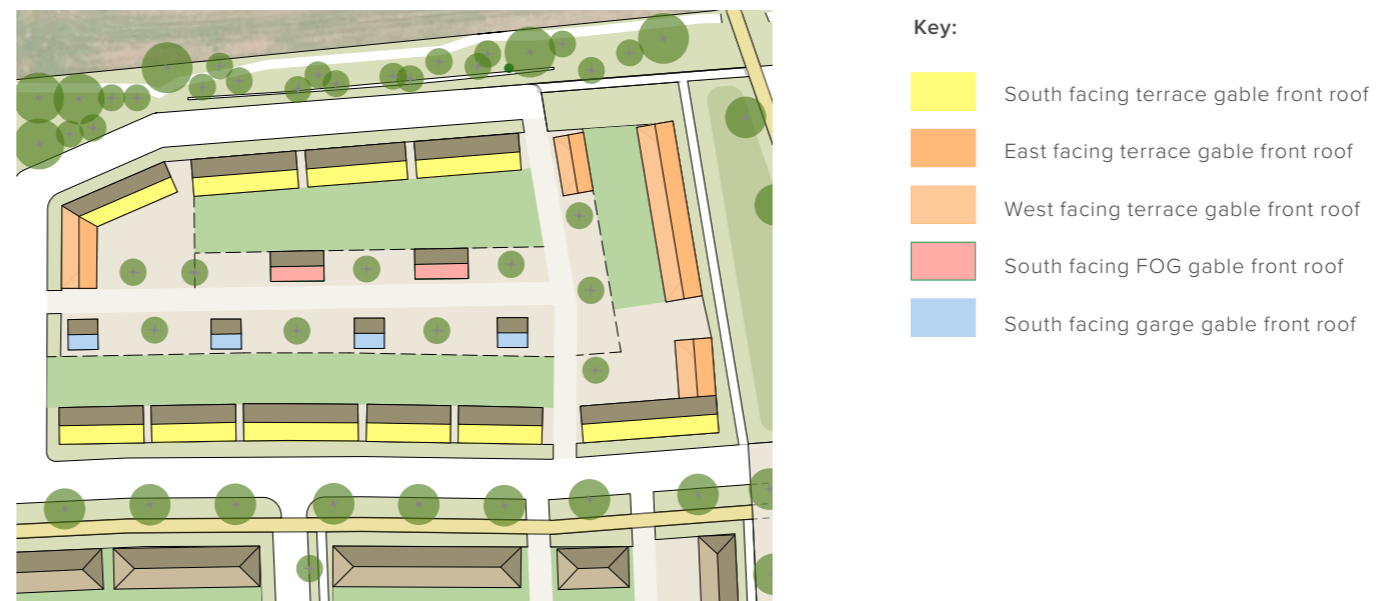 Key:
South facing terrace gable front roof
East facing terrace gable front roof
West facing terrace gable front roof
South facing FOG gable front roof
South facing garge gable front roof